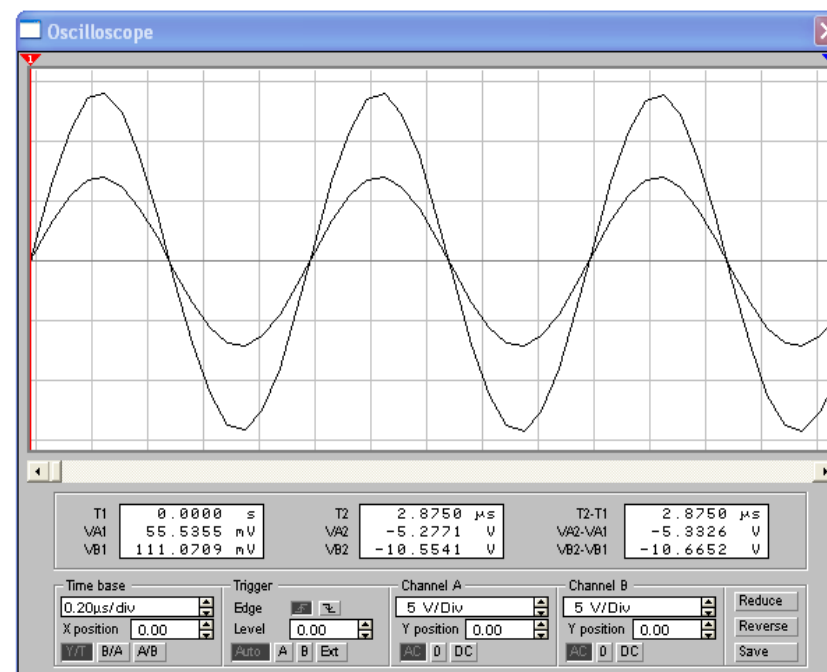 Oscilloscope
1
T1 0.0000 s T2 2.8750 µs T2-T1 2.8750 µs
VA1 55.5355 mV VA2 -5.2771 V VA2-VA1 -5.3326 V
VB1 111.0709 mV VB2 -10.5541 V VB2-VB1 -10.6652 V
Time base Trigger Channel A Channel B
0.20µs/div Edge 5 V/Div 5 V/Div Reduce
X position 0.00 Level 0.00 Y position 0.00 Y position 0.00 Reverse
Y/T B/A A/B Auto A B Ext AC 0 DC AC 0 DC Save